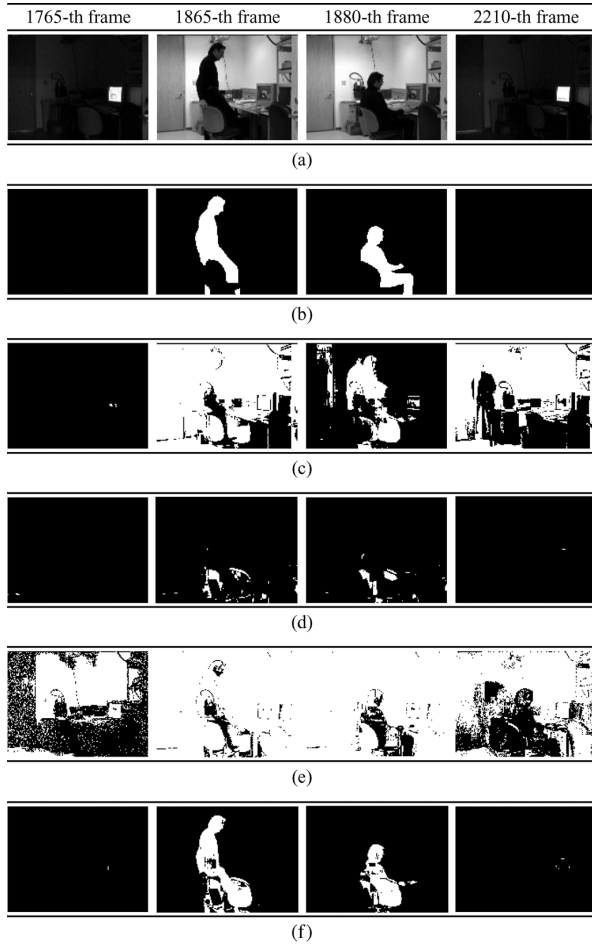 1765-th frame 1865-th frame 1880-th frame 2210-th frame
(a)
(b)
(c)
(d)
(e)
(f)